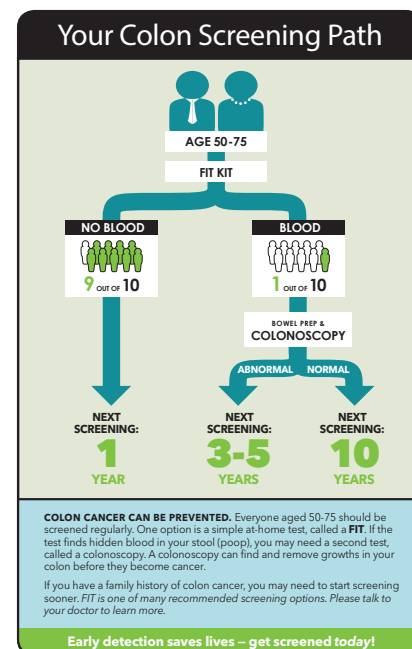 Your Colon Screening Path
AGE 50-75
FIT KIT
NO BLOOD
9 OUT OF 10
BLOOD
1 OUT OF 10
BOWEL PREP &
COLONOSCOPY
ABNORMAL
NORMAL
NEXT
SCREENING:
1
YEAR
NEXT
SCREENING:
3-5
YEARS
NEXT
SCREENING:
10
YEARS
COLON CANCER CAN BE PREVENTED. Everyone aged 50-75 should be
screened regularly. One option is a simple at-home test, called a FIT. If the
test finds hidden blood in your stool (poop), you may need a second test,
called a colonoscopy. A colonoscopy can find and remove growths in your
colon before they become cancer.
If you have a family history of colon cancer, you may need to start screening
sooner. FIT is one of many recommended screening options. Please talk to
your doctor to learn more.
Early detection saves lives – get screened today!